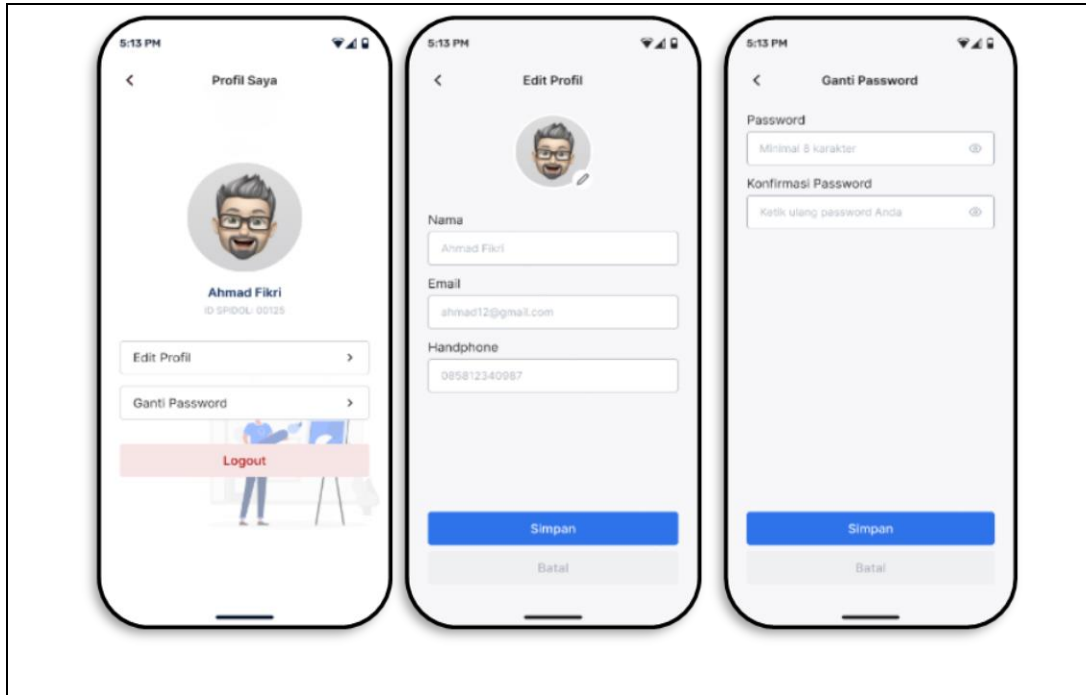 5:13 PM
Profil Saya
Ahmad Fikri
ID SPIDOL: 00125
Edit Profil
Ganti Password
Logout
5:13 PM
Edit Profil
Nama
Ahmad Fikri
Email
ahmad12@gmail.com
Handphone
085812340987
Simpan
Batal
5:13 PM
Ganti Password
Password
Minimal 8 karakter
Konfirmasi Password
Ketik ulang password Anda
Simpan
Batal